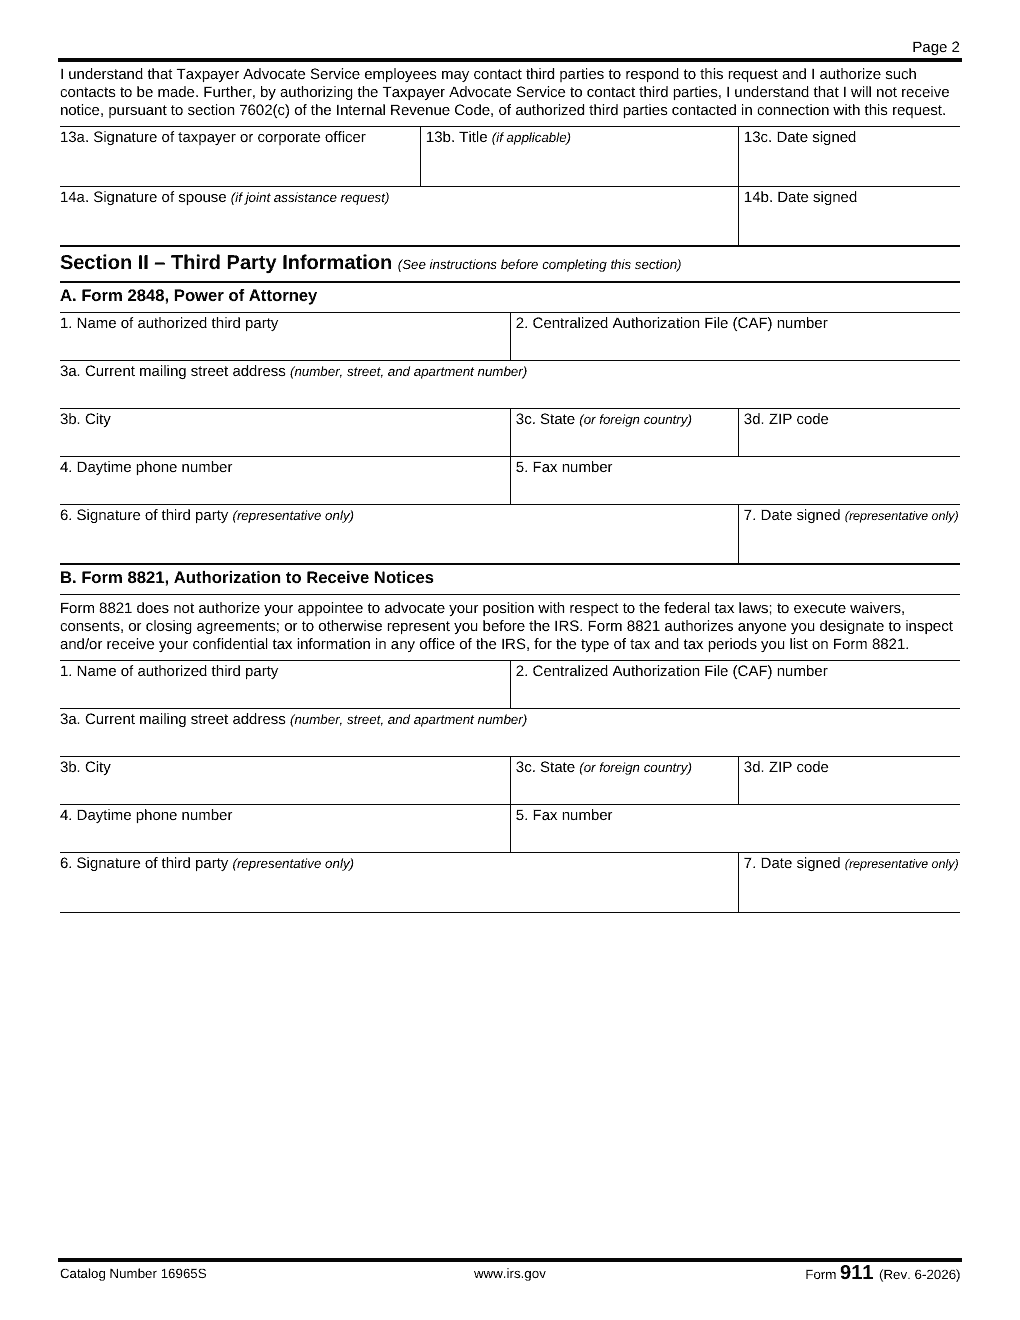 Page 2
I understand that Taxpayer Advocate Service employees may contact third parties to respond to this request and I authorize such
contacts to be made. Further, by authorizing the Taxpayer Advocate Service to contact third parties, I understand that I will not receive
notice, pursuant to section 7602(c) of the Internal Revenue Code, of authorized third parties contacted in connection with this request.
13a. Signature of taxpayer or corporate officer 13b. Title (if applicable) 13c. Date signed
14a. Signature of spouse (if joint assistance request) 14b. Date signed
Section II – Third Party Information (See instructions before completing this section)
A. Form 2848, Power of Attorney
1. Name of authorized third party 2. Centralized Authorization File (CAF) number
3a. Current mailing street address (number, street, and apartment number)
3b. City 3c. State (or foreign country) 3d. ZIP code
4. Daytime phone number 5. Fax number
6. Signature of third party (representative only) 7. Date signed (representative only)
B. Form 8821, Authorization to Receive Notices
Form 8821 does not authorize your appointee to advocate your position with respect to the federal tax laws; to execute waivers,
consents, or closing agreements; or to otherwise represent you before the IRS. Form 8821 authorizes anyone you designate to inspect
and/or receive your confidential tax information in any office of the IRS, for the type of tax and tax periods you list on Form 8821.
1. Name of authorized third party 2. Centralized Authorization File (CAF) number
3a. Current mailing street address (number, street, and apartment number)
3b. City 3c. State (or foreign country) 3d. ZIP code
4. Daytime phone number 5. Fax number
6. Signature of third party (representative only) 7. Date signed (representative only)
Catalog Number 16965S www.irs.gov Form 911 (Rev. 6-2026)